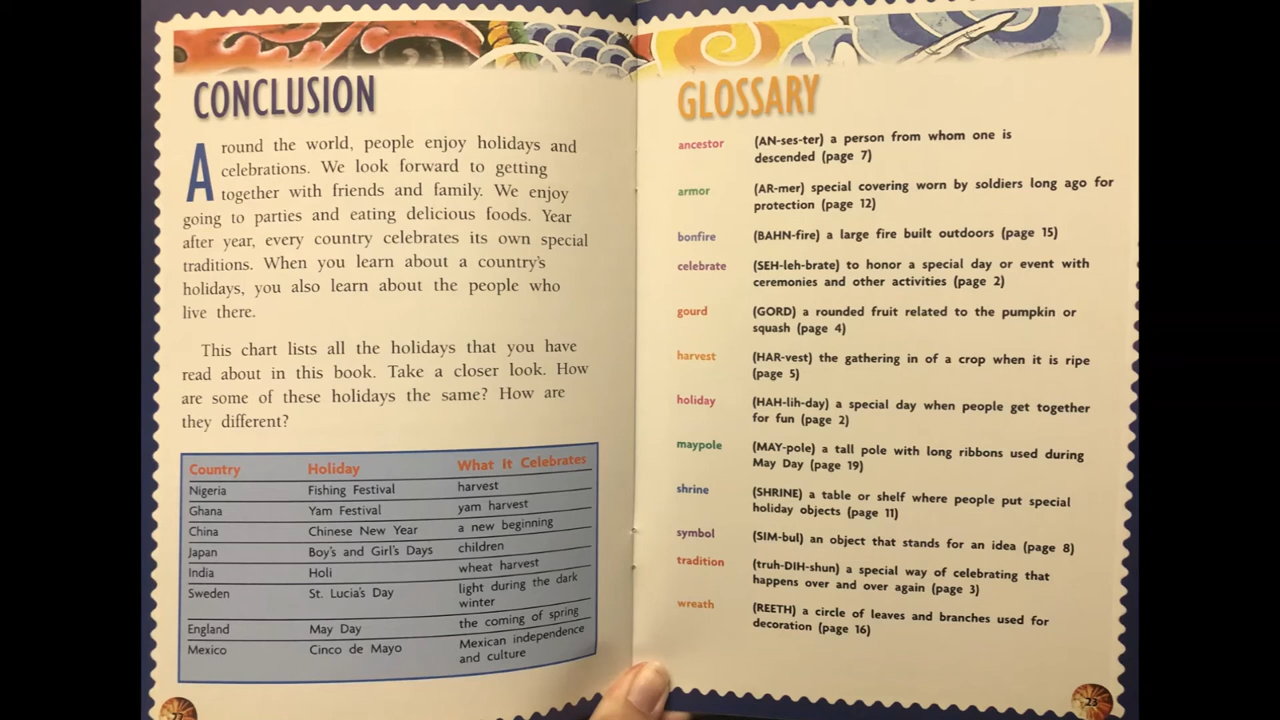 CONCLUSION
Around the world, people enjoy holidays and
celebrations. We look forward to getting
together with friends and family. We enjoy
going to parties and eating delicious foods. Year
after year, every country celebrates its own special
traditions. When you learn about a country's
holidays, you also learn about the people who
live there.
This chart lists all the holidays that you have
read about in this book. Take a closer look. How
are some of these holidays the same? How are
they different?
Country Holiday What It Celebrates
Nigeria Fishing Festival harvest
Ghana Yam Festival yam harvest
China Chinese New Year a new beginning
Japan Boy's and Girl's Days children
India Holi wheat harvest
Sweden St. Lucia's Day light during the dark
winter
England May Day the coming of spring
Mexico Cinco de Mayo Mexican independence
and culture
22
GLOSSARY
ancestor (AN-ses-ter) a person from whom one is
descended (page 7)
armor (AR-mer) special covering worn by soldiers long ago for
protection (page 12)
bonfire (BAHN-fire) a large fire built outdoors (page 15)
celebrate (SEH-leh-brate) to honor a special day or event with
ceremonies and other activities (page 2)
gourd (GORD) a rounded fruit related to the pumpkin or
squash (page 4)
harvest (HAR-vest) the gathering in of a crop when it is ripe
(page 5)
holiday (HAH-lih-day) a special day when people get together
for fun (page 2)
maypole (MAY-pole) a tall pole with long ribbons used during
May Day (page 19)
shrine (SHRINE) a table or shelf where people put special
holiday objects (page 11)
symbol (SIM-bul) an object that stands for an idea (page 8)
tradition (truh-DIH-shun) a special way of celebrating that
happens over and over again (page 3)
wreath (REETH) a circle of leaves and branches used for
decoration (page 16)
23